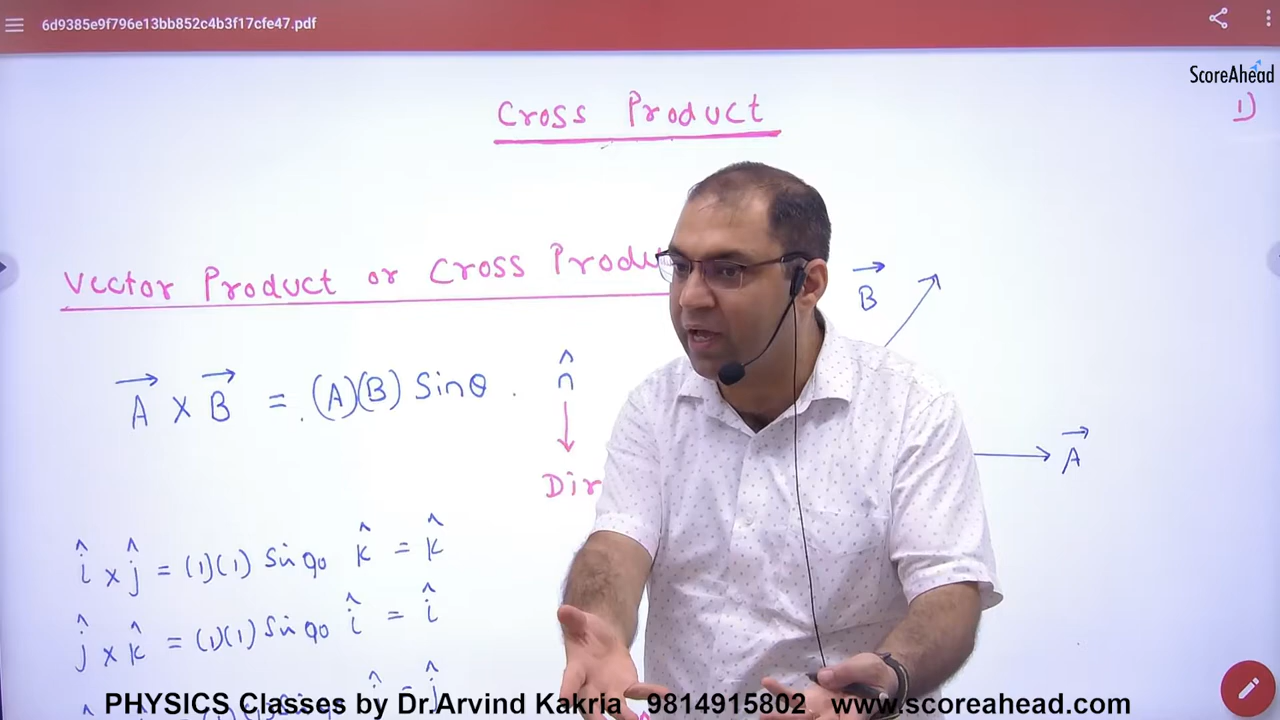 6d9385e9f796e13bb852c4b3f17cfe47.pdf
ScoreAhead
1)
Cross Product
Vector Product or Cross Produ
A⃗ × B⃗ = (A)(B) Sinθ . n̂
Dir
B⃗
A⃗
î × ĵ = (1)(1) Sin 90 k̂ = k̂
ĵ × k̂ = (1)(1) Sin 90 î = î
PHYSICS Classes by Dr.Arvind Kakria 9814915802 www.scoreahead.com